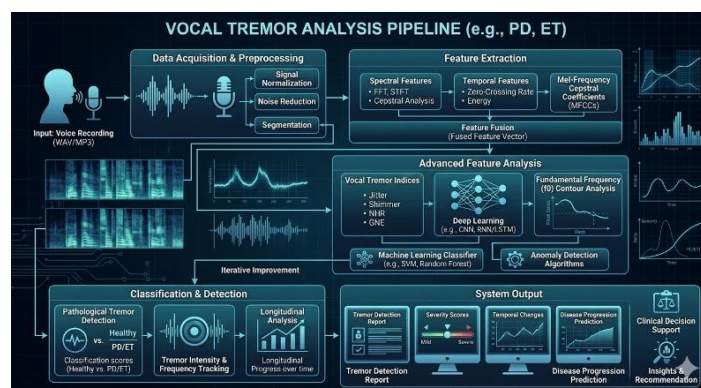 VOCAL TREMOR ANALYSIS PIPELINE (e.g., PD, ET)
Data Acquisition & Preprocessing
Signal
Normalization
Noise Reduction
Segmentation
Input: Voice Recording
(WAV/MP3)
Feature Extraction
Spectral Features
• FFT, STFT
• Cepstral Analysis
Temporal Features
• Zero-Crossing Rate
• Energy
Mel-Frequency
Cepstral
Coefficients
(MFCCs)
Feature Fusion
(Fused Feature Vector)
Advanced Feature Analysis
Vocal Tremor Indices
• Jitter
• Shimmer
• NHR
• GNE
Deep Learning
(e.g., CNN, RNN/LSTM)
Fundamental Frequency
(f0) Contour Analysis
Pitch
Machine Learning Classifier
(e.g., SVM, Random Forest)
Anomaly Detection
Algorithms
Iterative Improvement
Classification & Detection
Pathological Tremor
Detection
Healthy
vs.
PD/ET
Classification scores
(Healthy vs. PD/ET)
Tremor Intensity &
Frequency Tracking
Longitudinal
Analysis
Longitudinal
Progress over time
System Output
Tremor Detection
Report
Tremor Detection
Report
Severity Scores
Mild
Severe
Temporal Changes
Disease Progression
Prediction
Disease Progression
Prediction
Clinical Decision
Support
Insights &
Recommendation
Time
Time